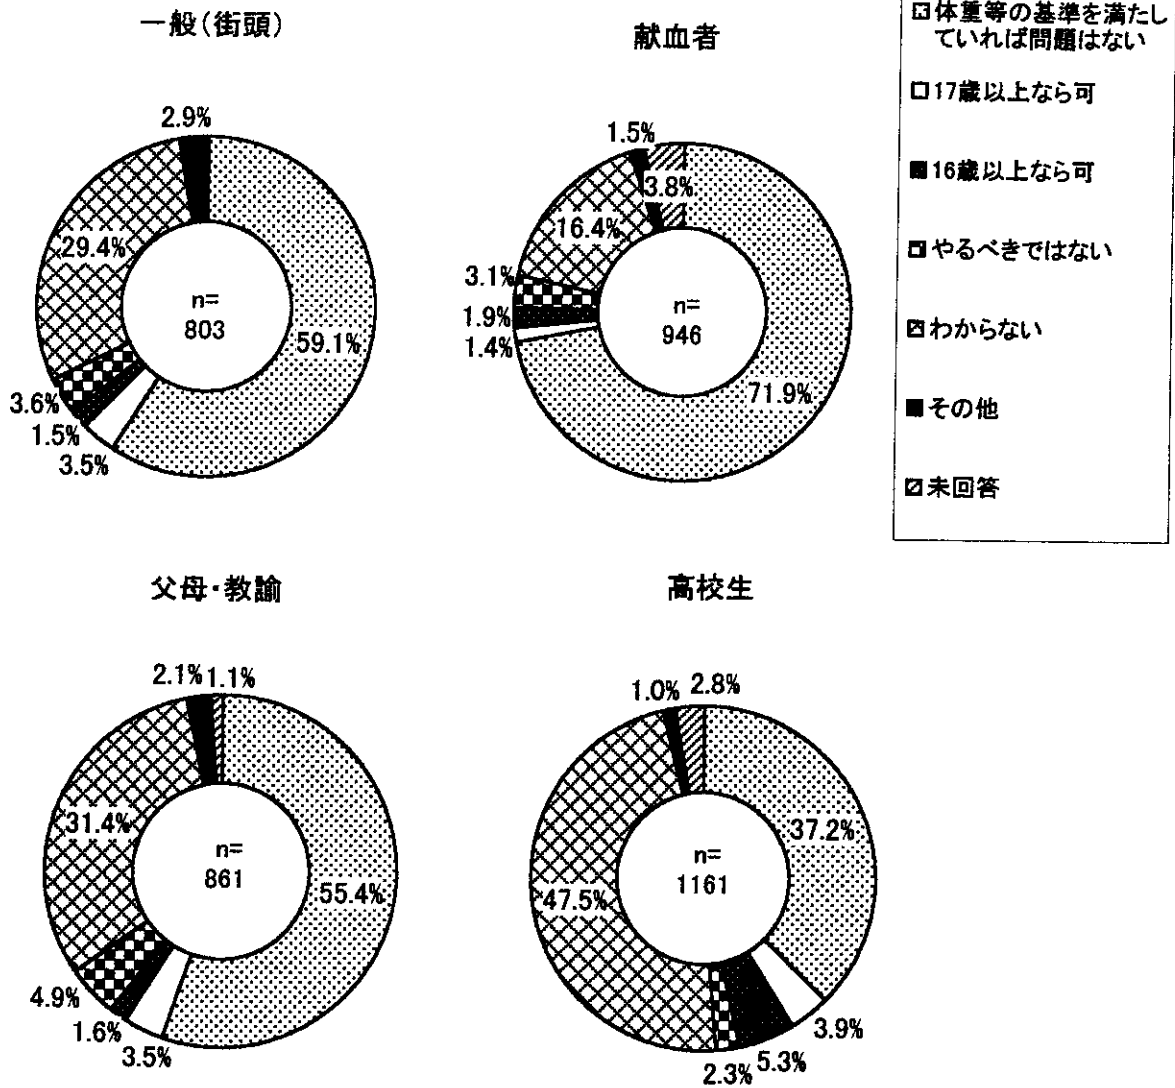 一般(街頭)
2.9%
29.4%
n=
803
59.1%
3.6%
1.5%
3.5%
献血者
1.5%
3.8%
16.4%
3.1%
1.9%
1.4%
n=
946
71.9%
体重等の基準を満たし
ていれば問題はない
17歳以上なら可
16歳以上なら可
やるべきではない
わからない
その他
未回答
父母・教諭
2.1%
1.1%
31.4%
n=
861
55.4%
4.9%
1.6%
3.5%
高校生
1.0%
2.8%
37.2%
n=
1161
47.5%
3.9%
5.3%
2.3%